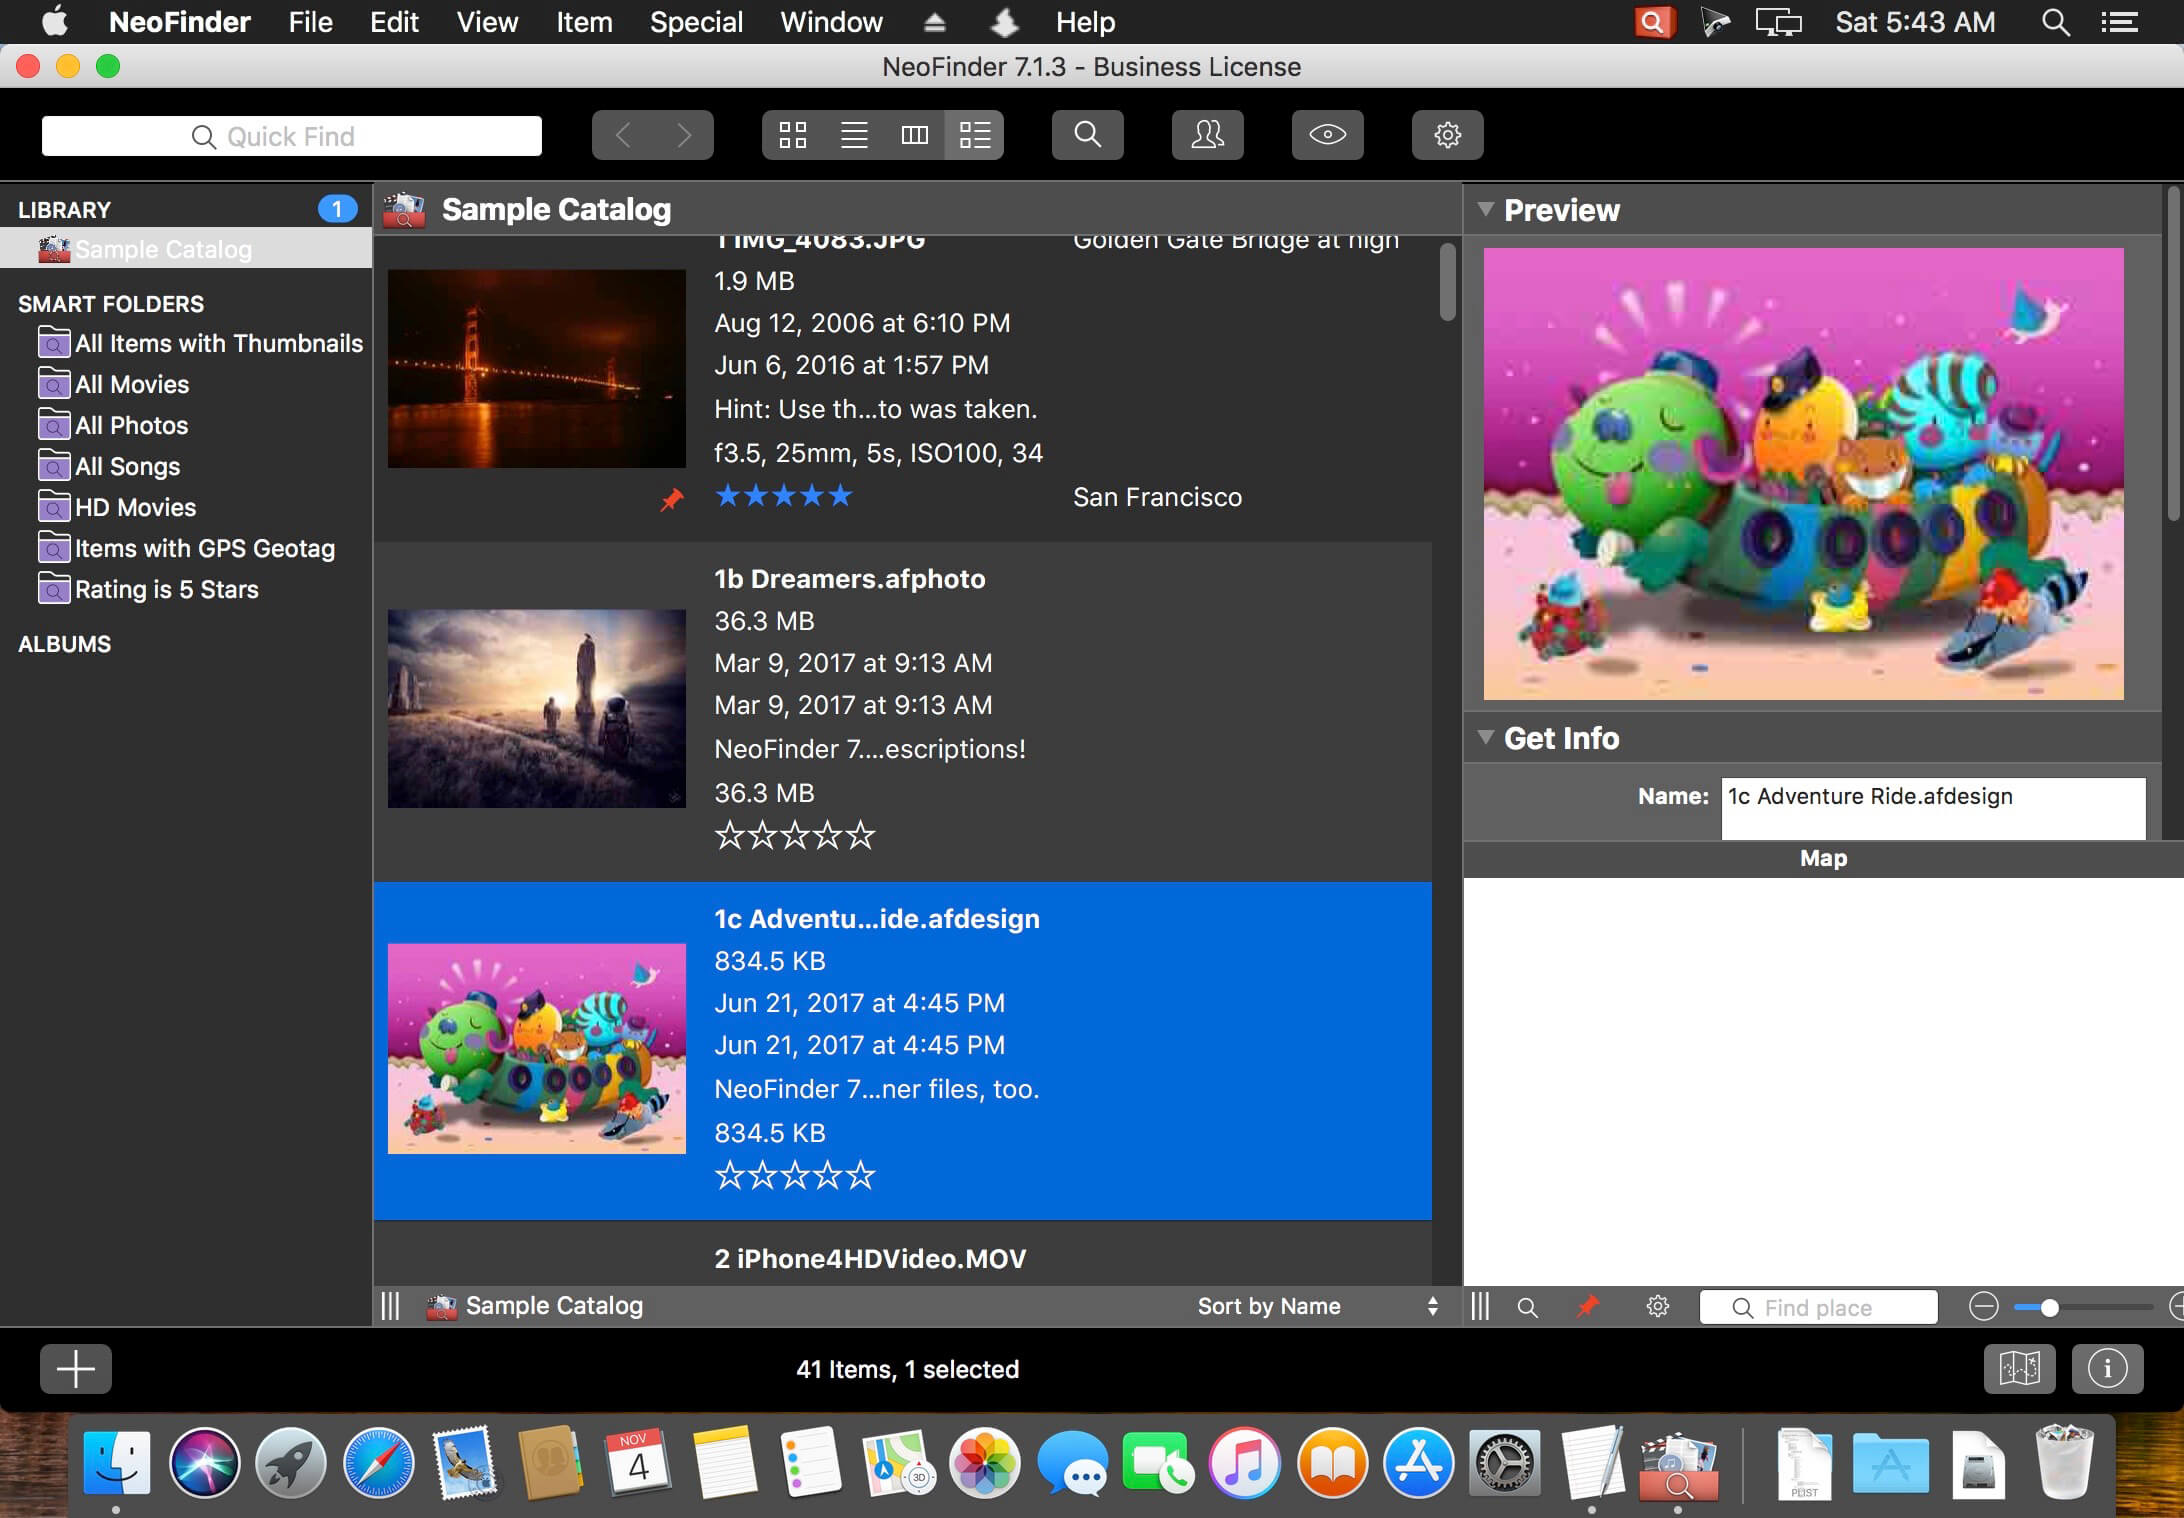 NeoFinder File Edit View Item Special Window Help Sat 5:43 AM
NeoFinder 7.1.3 - Business License
Quick Find
LIBRARY 1
Sample Catalog
SMART FOLDERS
All Items with Thumbnails
All Movies
All Photos
All Songs
HD Movies
Items with GPS Geotag
Rating is 5 Stars
ALBUMS
Sample Catalog
1 IMG_4083.JPG
Golden Gate Bridge at nigh
1.9 MB
Aug 12, 2006 at 6:10 PM
Jun 6, 2016 at 1:57 PM
Hint: Use th...to was taken.
f3.5, 25mm, 5s, ISO100, 34
★★★★★ San Francisco
1b Dreamers.afphoto
36.3 MB
Mar 9, 2017 at 9:13 AM
Mar 9, 2017 at 9:13 AM
NeoFinder 7....escriptions!
36.3 MB
☆☆☆☆☆
1c Adventu...ide.afdesign
834.5 KB
Jun 21, 2017 at 4:45 PM
Jun 21, 2017 at 4:45 PM
NeoFinder 7...ner files, too.
834.5 KB
☆☆☆☆☆
2 iPhone4HDVideo.MOV
Sample Catalog
Sort by Name
Preview
Get Info
Name: 1c Adventure Ride.afdesign
Map
Find place
41 Items, 1 selected
NOV
4
3D
PLIST